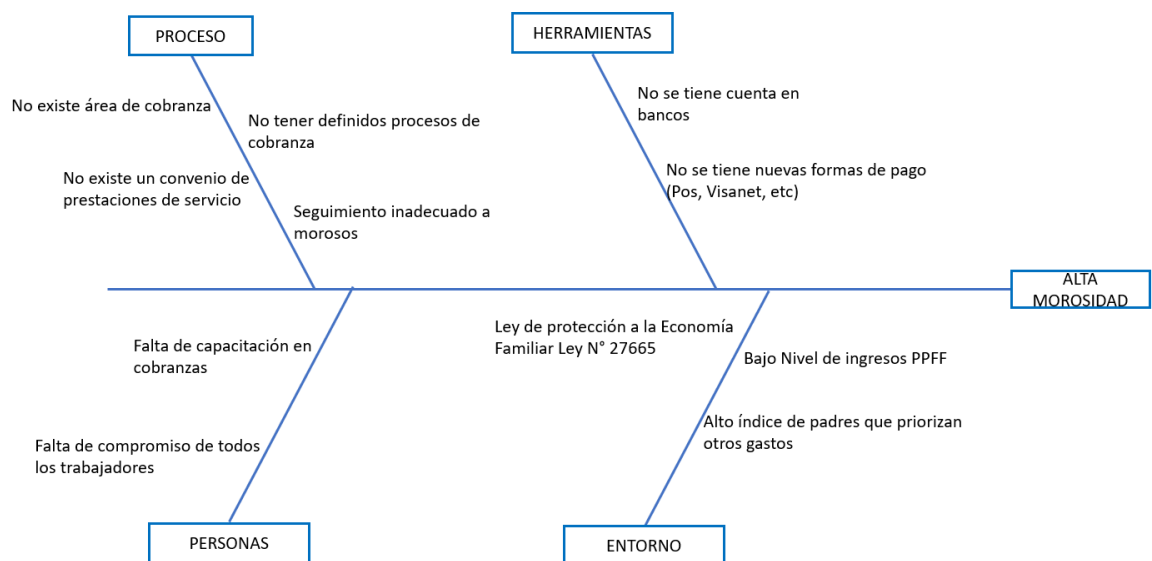 PROCESO
HERRAMIENTAS
No existe área de cobranza
No tener definidos procesos de
cobranza
No existe un convenio de
prestaciones de servicio
Seguimiento inadecuado a
morosos
No se tiene cuenta en
bancos
No se tiene nuevas formas de pago
(Pos, Visanet, etc)
ALTA
MOROSIDAD
Falta de capacitación en
cobranzas
Falta de compromiso de todos
los trabajadores
Ley de protección a la Economía
Familiar Ley N° 27665
Bajo Nivel de ingresos PPFF
Alto índice de padres que priorizan
otros gastos
PERSONAS
ENTORNO